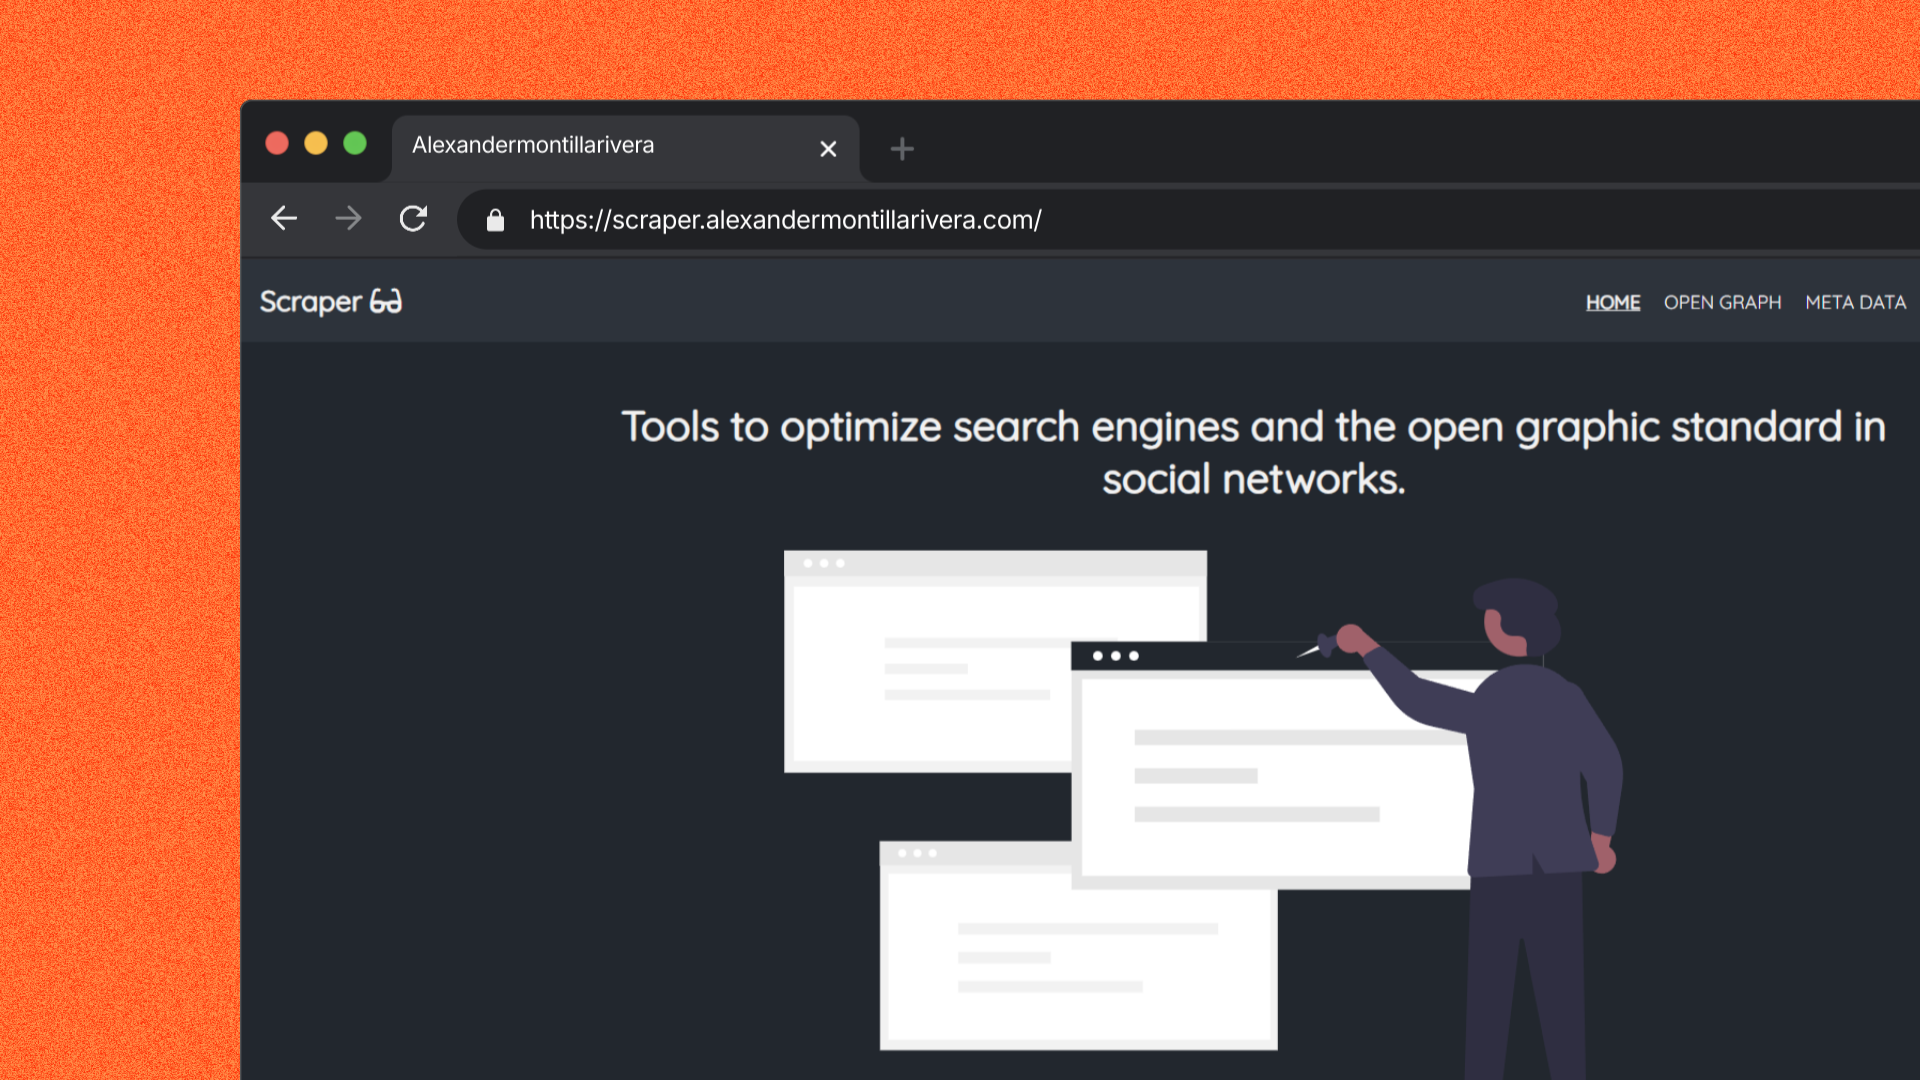 Alexandermontillarivera
https://scraper.alexandermontillarivera.com/
Scraper
HOME OPEN GRAPH META DATA
Tools to optimize search engines and the open graphic standard in
social networks.